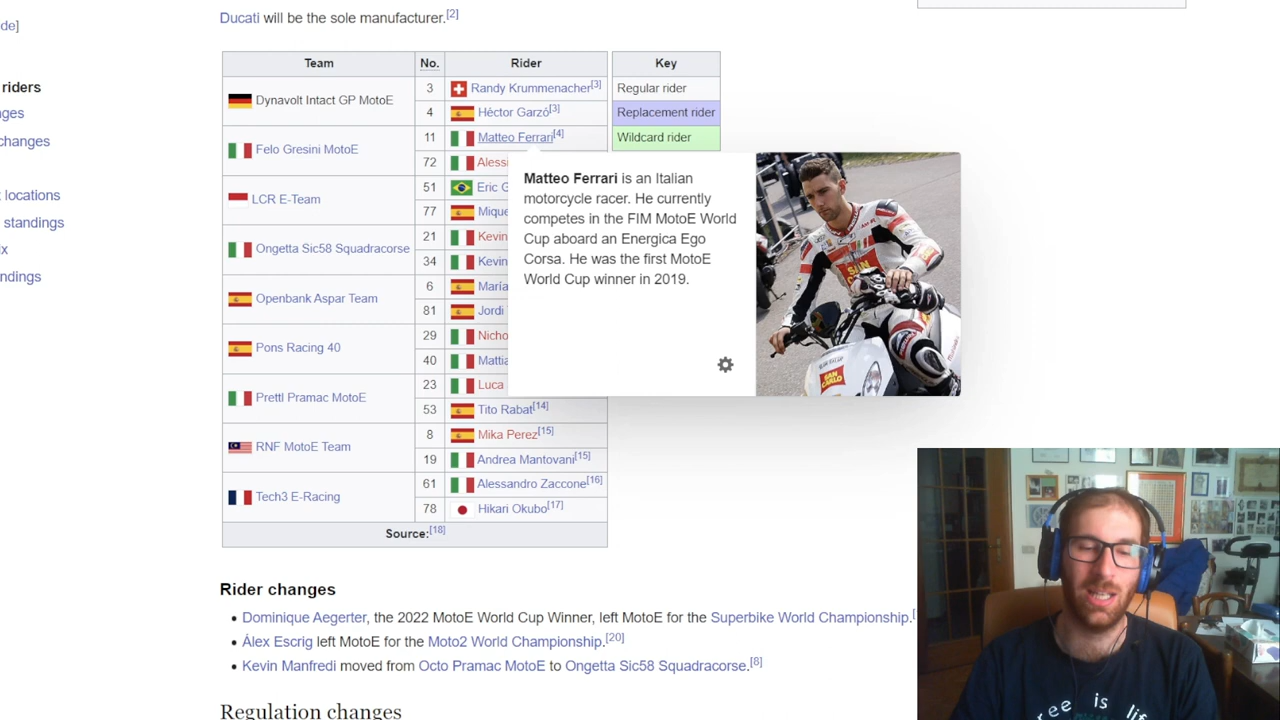 de]
Ducati will be the sole manufacturer.[2]
riders
nges
changes
t locations
standings
ix
ndings
Team No. Rider Key
Dynavolt Intact GP MotoE 3 Randy Krummenacher[3] Regular rider
4 Héctor Garzó[3] Replacement rider
Felo Gresini MotoE 11 Matteo Ferrari[4] Wildcard rider
72 Alessi
LCR E-Team 51 Eric G
77 Mique
Ongetta Sic58 Squadracorse 21 Kevin
34 Kevin
Openbank Aspar Team 6 María
81 Jordi
Pons Racing 40 29 Nicho
40 Mattia
Prettl Pramac MotoE 23 Luca
53 Tito Rabat[14]
RNF MotoE Team 8 Mika Perez[15]
19 Andrea Mantovani[15]
Tech3 E-Racing 61 Alessandro Zaccone[16]
78 Hikari Okubo[17]
Source:[18]
Matteo Ferrari is an Italian
motorcycle racer. He currently
competes in the FIM MotoE World
Cup aboard an Energica Ego
Corsa. He was the first MotoE
World Cup winner in 2019.
SAN
CARLO
Rider changes
Dominique Aegerter, the 2022 MotoE World Cup Winner, left MotoE for the Superbike World Championship.[
Álex Escrig left MotoE for the Moto2 World Championship.[20]
Kevin Manfredi moved from Octo Pramac MotoE to Ongetta Sic58 Squadracorse.[8]
Regulation changes
ree is lif